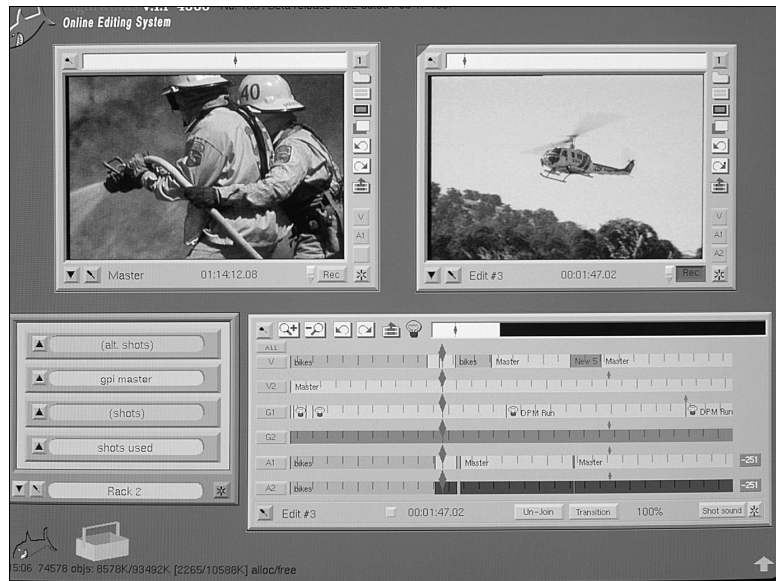 Online Editing System
1
1
40
V
A1
V
A1
A2
Master 01:14:12.08 Rec
Edit #3 00:01:47.02 Rec
(alt. shots)
gpi master
(shots)
shots used
Rack 2
ALL
V bikes bikes Master New S Master
V2 Master
G1 DPM Run DPM Run
G2
A1 bikes Master Master -251
A2 bikes -251
Edit #3 00:01:47.02 Un-Join Transition 100% Shot sound
15:06 74578 objs: 8578K/93492K [2265/10588K] alloc/free